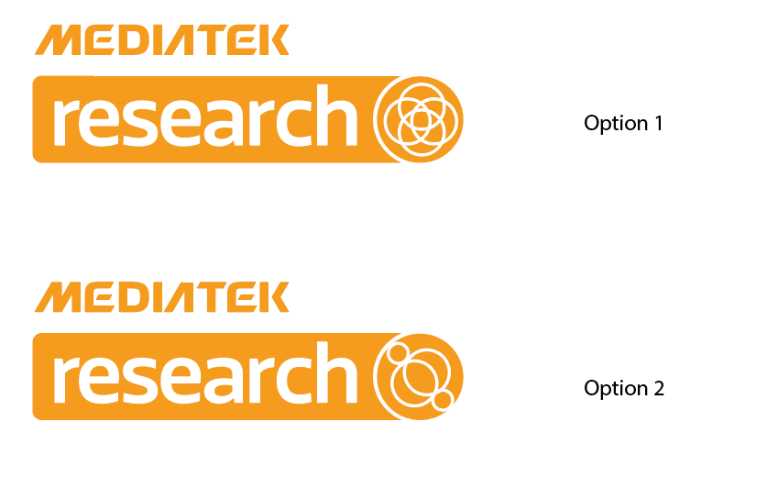 MEDIATEK
research
Option 1
MEDIATEK
research
Option 2